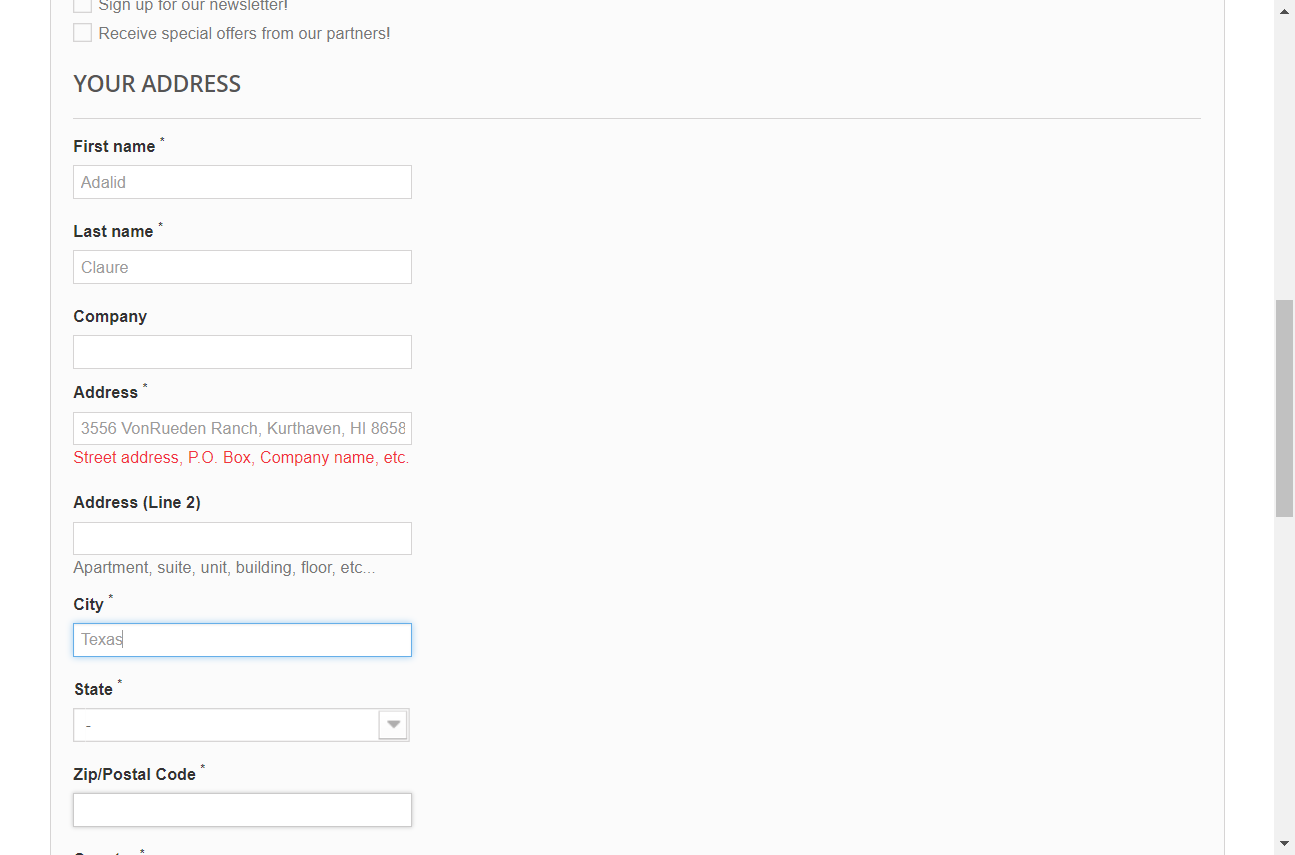 Sign up for our newsletter!
Receive special offers from our partners!
YOUR ADDRESS
First name *
Adalid
Last name *
Claure
Company
Address *
3556 VonRueden Ranch, Kurthaven, HI 8658
Street address, P.O. Box, Company name, etc.
Address (Line 2)
Apartment, suite, unit, building, floor, etc...
City *
Texas
State *
-
Zip/Postal Code *